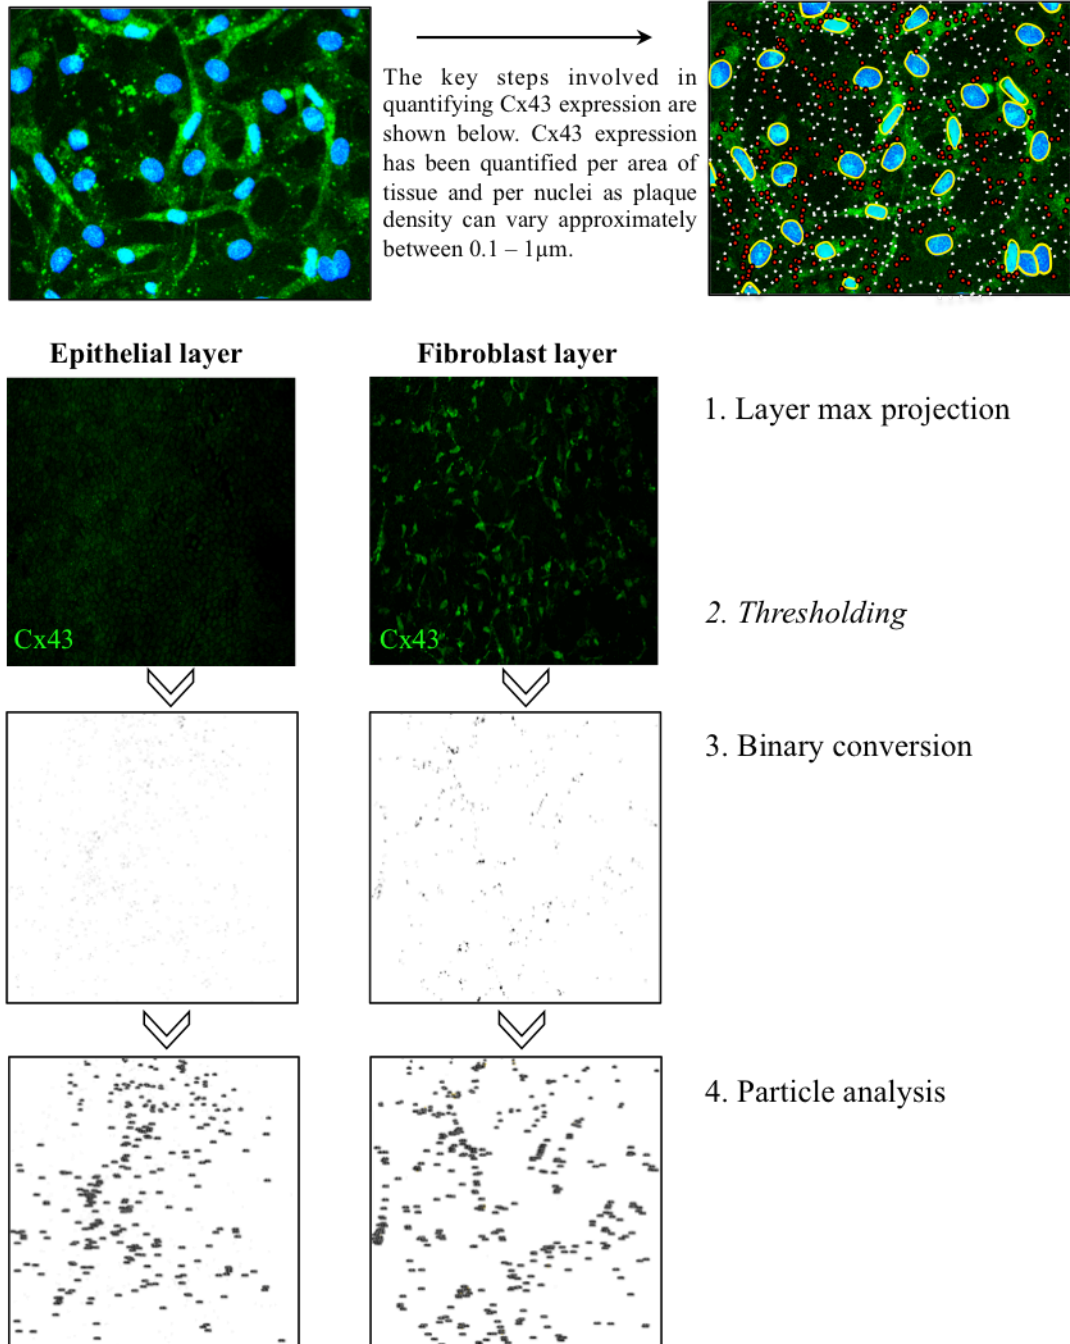 The key steps involved in
quantifying Cx43 expression are
shown below. Cx43 expression
has been quantified per area of
tissue and per nuclei as plaque
density can vary approximately
between 0.1 – 1µm.
Epithelial layer
Fibroblast layer
1. Layer max projection
2. Thresholding
Cx43
Cx43
3. Binary conversion
4. Particle analysis